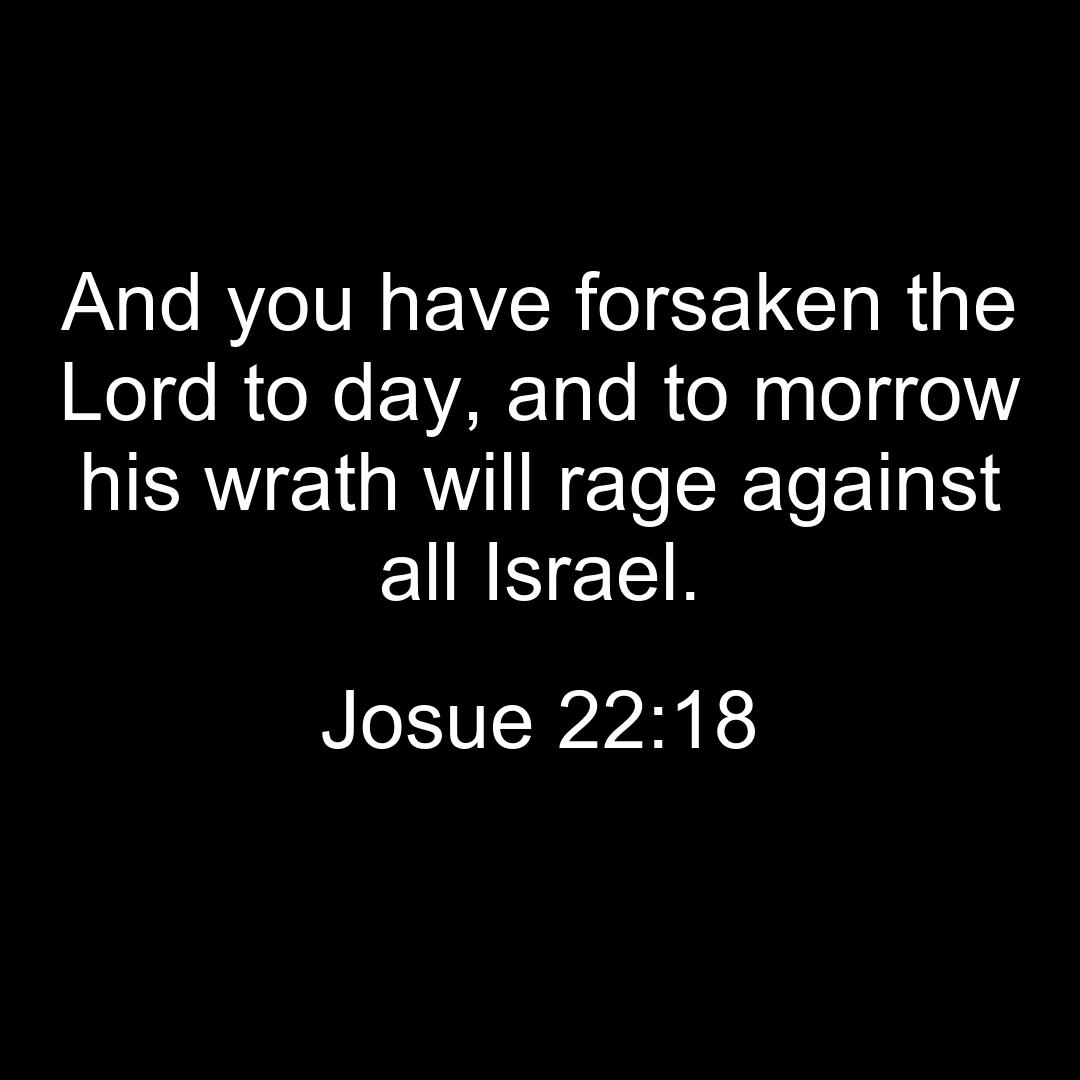 And you have forsaken the
Lord to day, and to morrow
his wrath will rage against
all Israel.
Josue 22:18